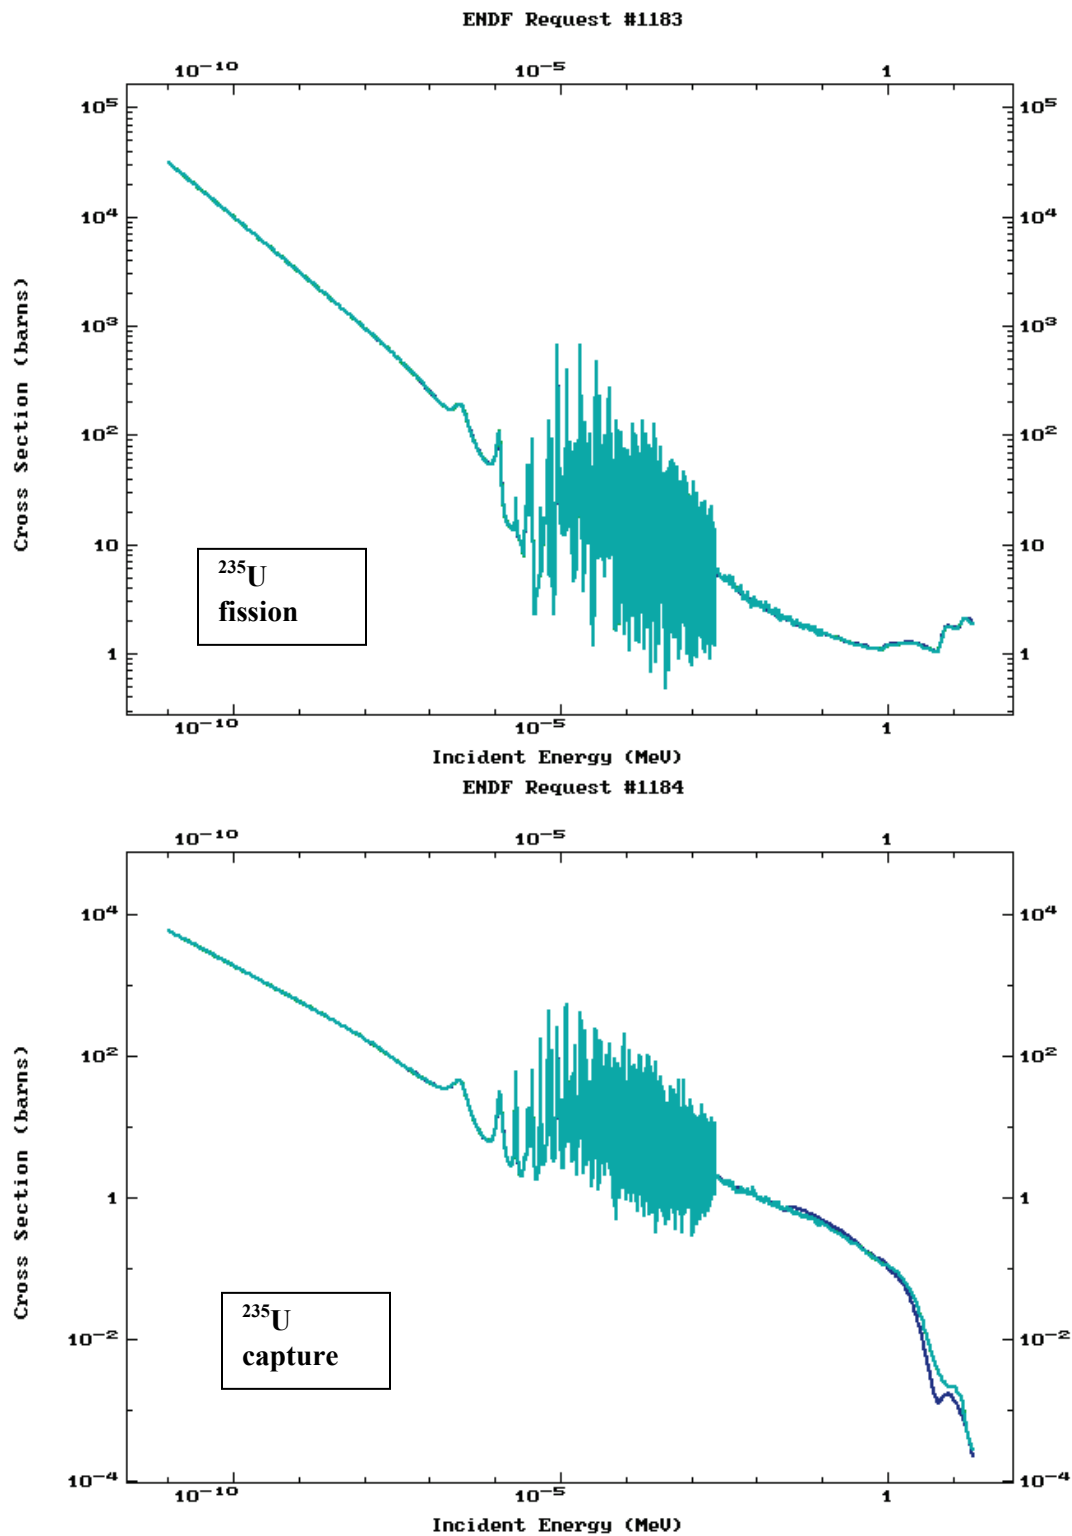 ENDF Request #1183
10⁻¹⁰ 10⁻⁵ 1
10⁵ 10⁵
10⁴ 10⁴
10³ 10³
10² 10²
10 10
1 1
Cross Section (barns)
²³⁵U
fission
10⁻¹⁰ 10⁻⁵ 1
Incident Energy (MeV)
ENDF Request #1184
10⁻¹⁰ 10⁻⁵ 1
10⁴ 10⁴
10² 10²
1 1
10⁻² 10⁻²
10⁻⁴ 10⁻⁴
Cross Section (barns)
²³⁵U
capture
10⁻¹⁰ 10⁻⁵ 1
Incident Energy (MeV)